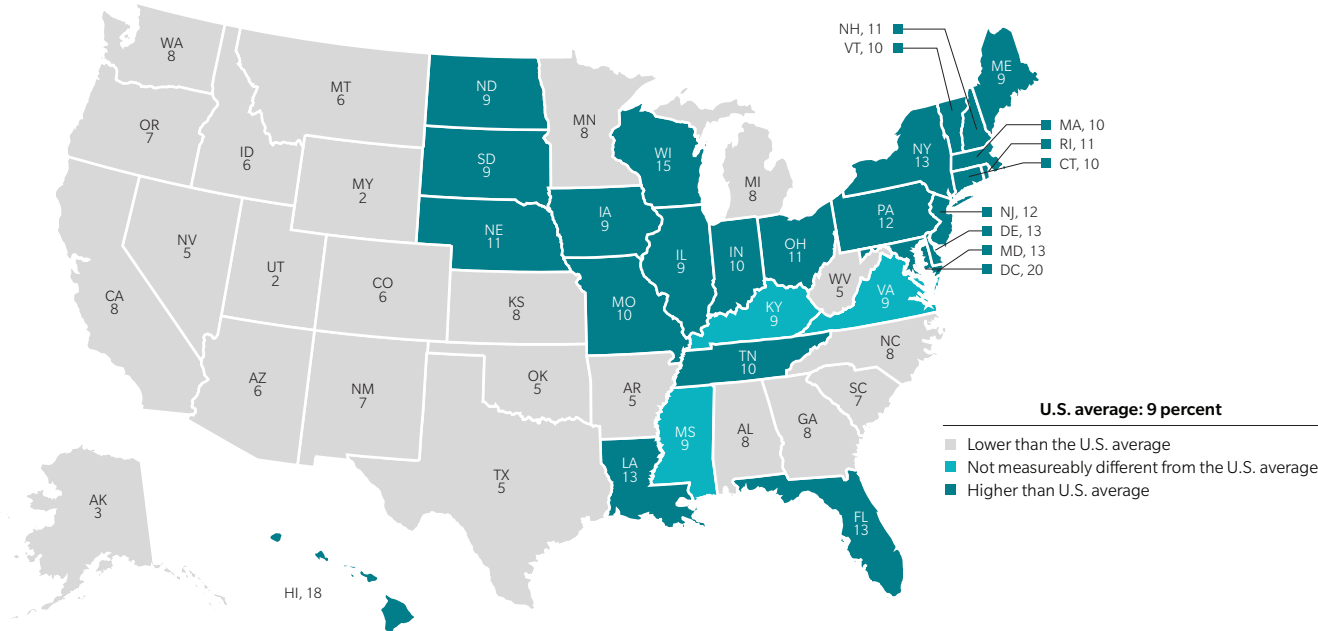 NH, 11
VT, 10
WA
8
ME
9
MT
6
ND
9
MN
8
OR
7
MA, 10
RI, 11
CT, 10
ID
6
SD
9
WI
15
NY
13
MY
2
MI
8
IA
9
PA
12
NJ, 12
DE, 13
MD, 13
DC, 20
NE
11
NV
5
UT
2
IL
9
IN
10
OH
11
CO
6
WV
5
VA
9
CA
8
KS
8
MO
10
KY
9
NC
8
TN
10
AZ
6
NM
7
OK
5
AR
5
SC
7
U.S. average: 9 percent
MS
9
AL
8
GA
8
Lower than the U.S. average
Not measureably different from the U.S. average
Higher than U.S. average
LA
13
TX
5
AK
3
FL
13
HI, 18